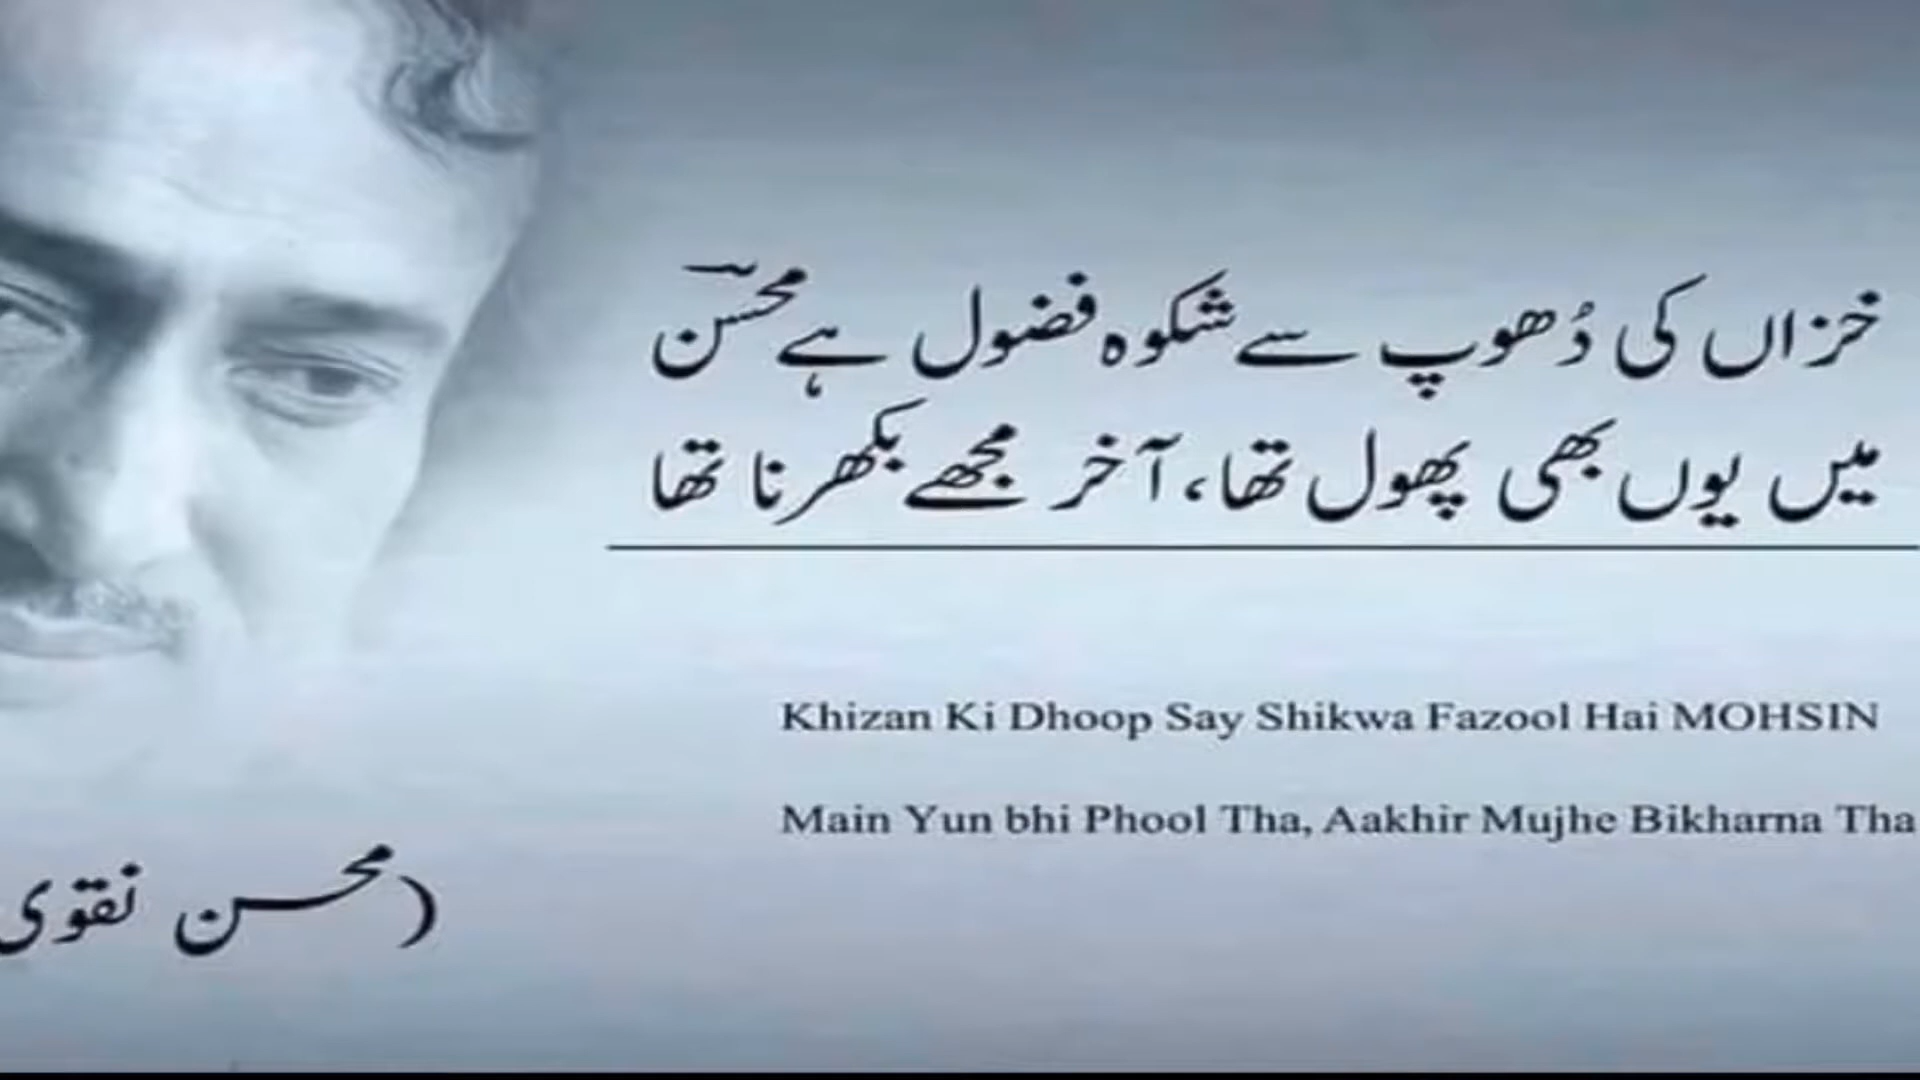 خزاں کی دُھوپ سے شکوہ فضول ہے محسنؔ
میں یوں بھی پھول تھا، آخر مجھے بکھرنا تھا
Khizan Ki Dhoop Say Shikwa Fazool Hai MOHSIN
Main Yun bhi Phool Tha, Aakhir Mujhe Bikharna Tha
(محسن نقوی